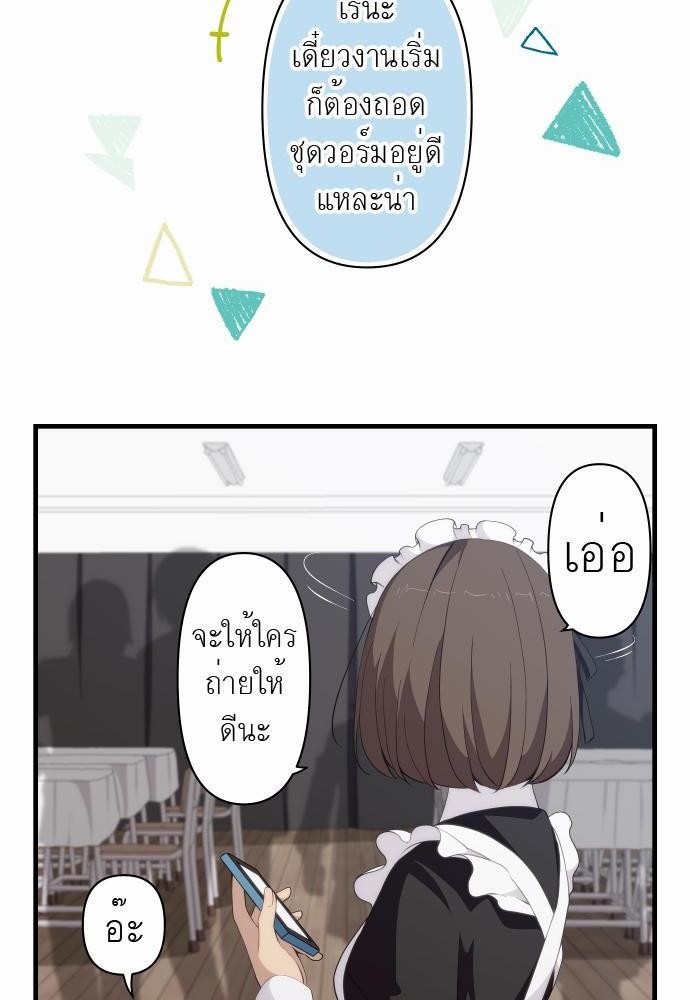 เรนะ
เดี๋ยวงานเริ่ม
ก็ต้องถอด
ชุดวอร์มอยู่ดี
แหละน่า
เอ่อ
จะให้ใคร
ถ่ายให้
ดีนะ
อ๊ะ